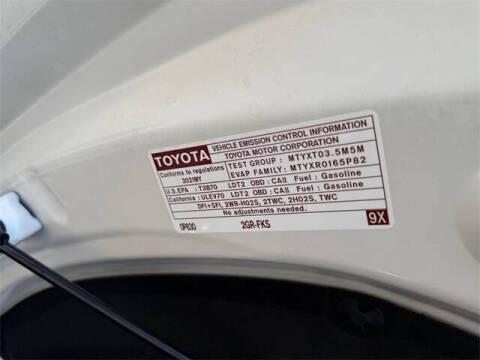 VEHICLE EMISSION CONTROL INFORMATION
TOYOTA TOYOTA MOTOR CORPORATION
Conforms to regulations TEST GROUP : MTYXT03.5M5M
2021MY EVAP FAMILY: MTYXR0165P82
U.S.EPA : T3B70 LDT2 OBD : CAII Fuel : Gasoline
California : ULEV70 LDT2 OBD : CAII Fuel : Gasoline
DFI+SFI, 2WR-HO2S, 2TWC, 2HO2S, TWC
No adjustments needed.
0P830 2GR-FKS 9X